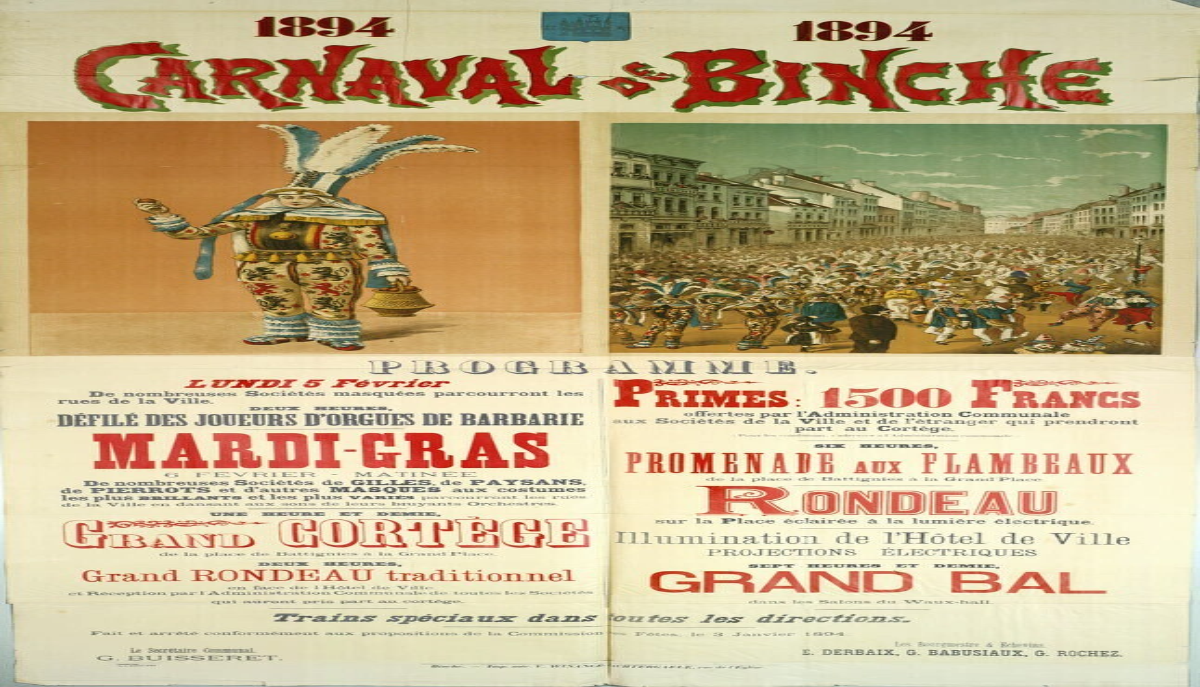 1894
1894
CARNAVAL DE BINCHE
PROGRAMME.
LUNDI 5 Février
De nombreuses Sociétés masquées parcourront les
rues de la Ville.
DEUX HEURES,
DÉFILÉ DES JOUEURS D'ORGUES DE BARBARIE
MARDI-GRAS
6 FÉVRIER - MATINÉE
De nombreuses Sociétés de GILLES, de PAYSANS,
de PIERROTS et d'autres MASQUES aux costumes
les plus BRILLANTS et les plus VARIÉS parcourront les rues
de la Ville en dansant aux sons de leurs bruyants Orchestres.
UNE HEURE ET DEMIE,
GRAND CORTÈGE
de la place de Battignies à la Grand'Place.
DEUX HEURES,
Grand RONDEAU traditionnel
en face de l'Hôtel de Ville
et Réception par l'Administration Communale de toutes les Sociétés
qui auront pris part au cortège.
PRIMES: 1500 FRANCS
offertes par l'Administration Communale
aux Sociétés de la Ville et de l'étranger qui prendront
part au Cortège.
SIX HEURES,
PROMENADE AUX FLAMBEAUX
de la place de Battignies à la Grand'Place
RONDEAU
sur la Place éclairée à la lumière électrique.
Illumination de l'Hôtel de Ville
PROJECTIONS ÉLECTRIQUES
SEPT HEURES ET DEMIE,
GRAND BAL
dans les Salons du Waux-hall.
Trains spéciaux dans toutes les directions.
Fait et arrêté conformément aux propositions de la Commission des Fêtes, le 3 Janvier 1894.
Le Secrétaire Communal,
G. BUISSERET.
Les Bourgmestre & Echevins,
E. DERBAIX, G. BABUSIAUX, G. ROCHEZ.